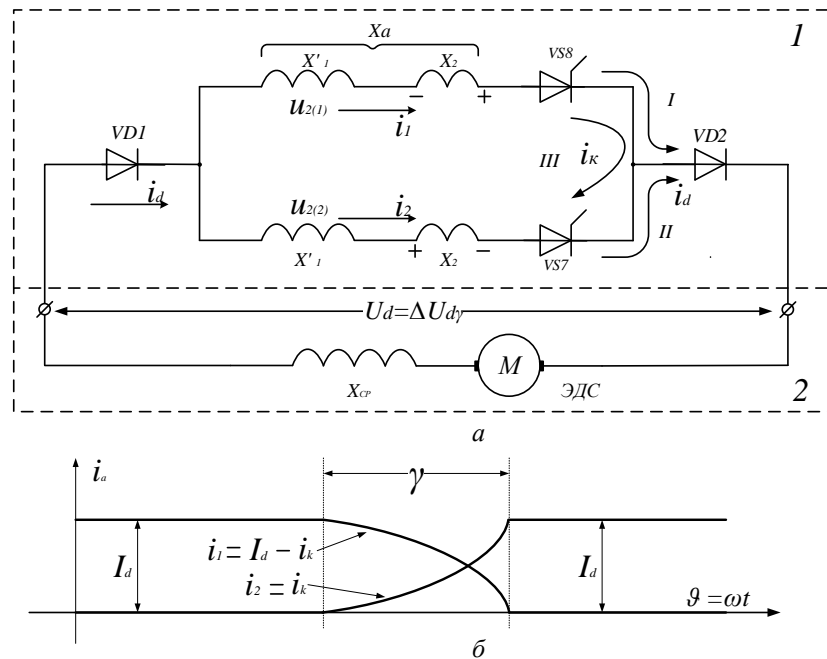 1
Xa
X'1
X2
VS8
−
+
u2(1)
i1
I
VD1
III
iк
VD2
id
u2(2)
i2
id
II
+
−
X'1
X2
VS7
Ud=ΔUdγ
M
XСР
ЭДС
2
а
ia
γ
i1 = Id − ik
Id
Id
i2 = ik
ϑ = ωt
б